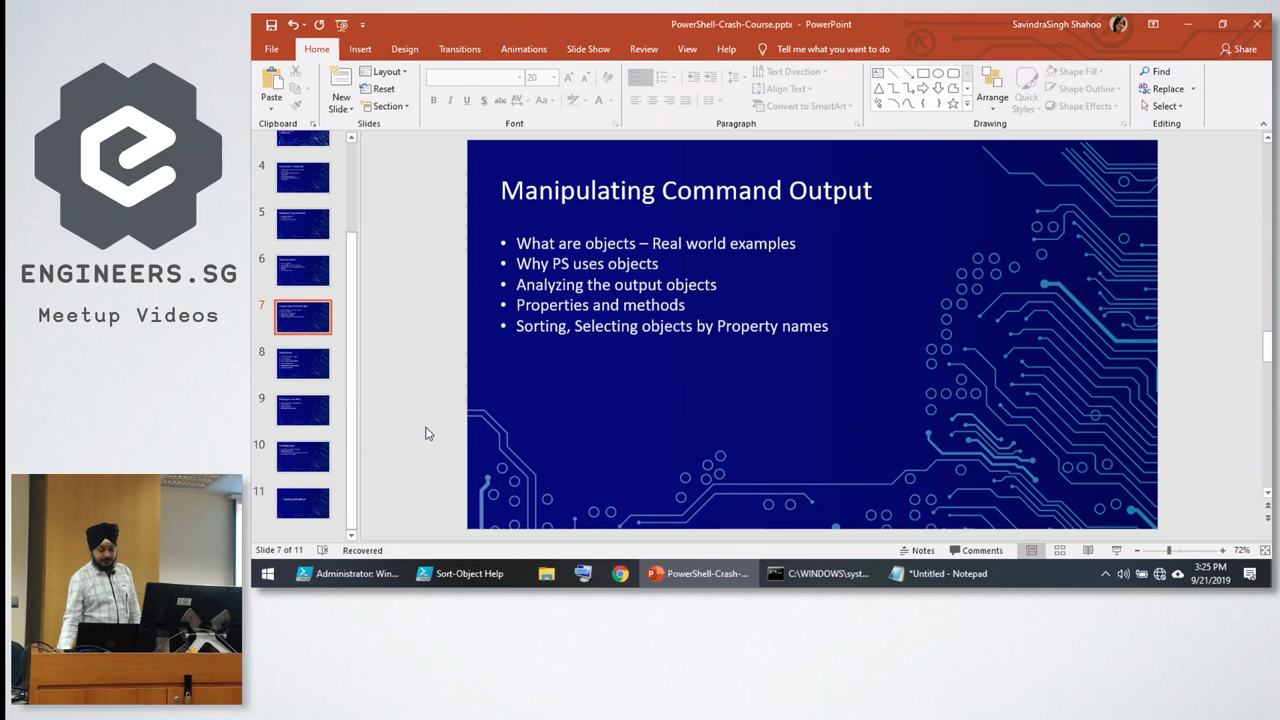 PowerShell-Crash-Course.pptx - PowerPoint
SavindraSingh Shahoo
File
Home
Insert
Design
Transitions
Animations
Slide Show
Review
View
Help
Tell me what you want to do
Share
Paste
New
Slide
Layout
Reset
Section
20
B
I
U
S
abc
AV
Aa
A
Text Direction
Align Text
Convert to SmartArt
Arrange
Quick
Styles
Shape Fill
Shape Outline
Shape Effects
Find
Replace
Select
Clipboard
Slides
Font
Paragraph
Drawing
Editing
4
5
6
7
8
9
10
11
Manipulating Command Output
• What are objects – Real world examples
• Why PS uses objects
• Analyzing the output objects
• Properties and methods
• Sorting, Selecting objects by Property names
ENGINEERS.SG
Meetup Videos
Slide 7 of 11
Recovered
Notes
Comments
72%
Administrator: Win...
Sort-Object Help
PowerShell-Crash-...
C:\WINDOWS\syst...
*Untitled - Notepad
3:25 PM
9/21/2019